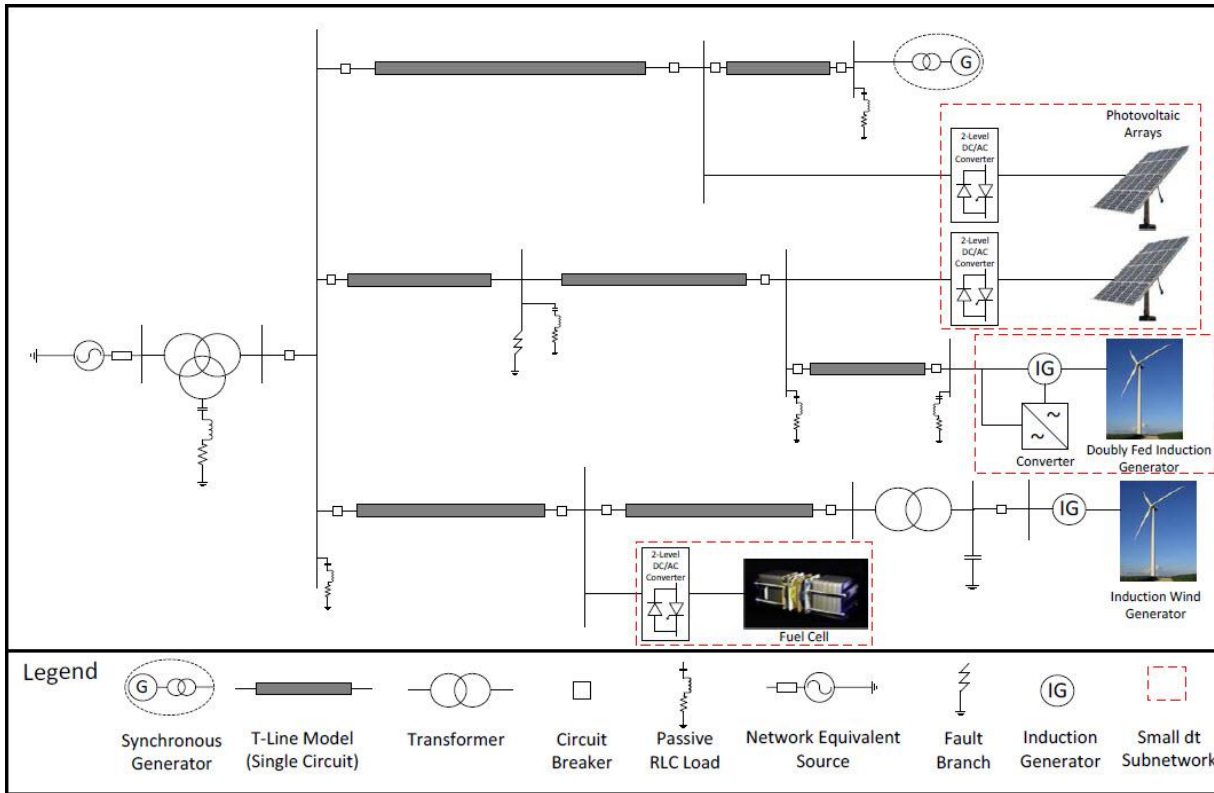 G
Photovoltaic
Arrays
2-Level
DC/AC
Converter
2-Level
DC/AC
Converter
IG
~
~
Converter
Doubly Fed Induction
Generator
IG
Induction Wind
Generator
2-Level
DC/AC
Converter
Fuel Cell
Legend
G
IG
Synchronous
Generator
T-Line Model
(Single Circuit)
Transformer
Circuit
Breaker
Passive
RLC Load
Network Equivalent
Source
Fault
Branch
Induction
Generator
Small dt
Subnetwork